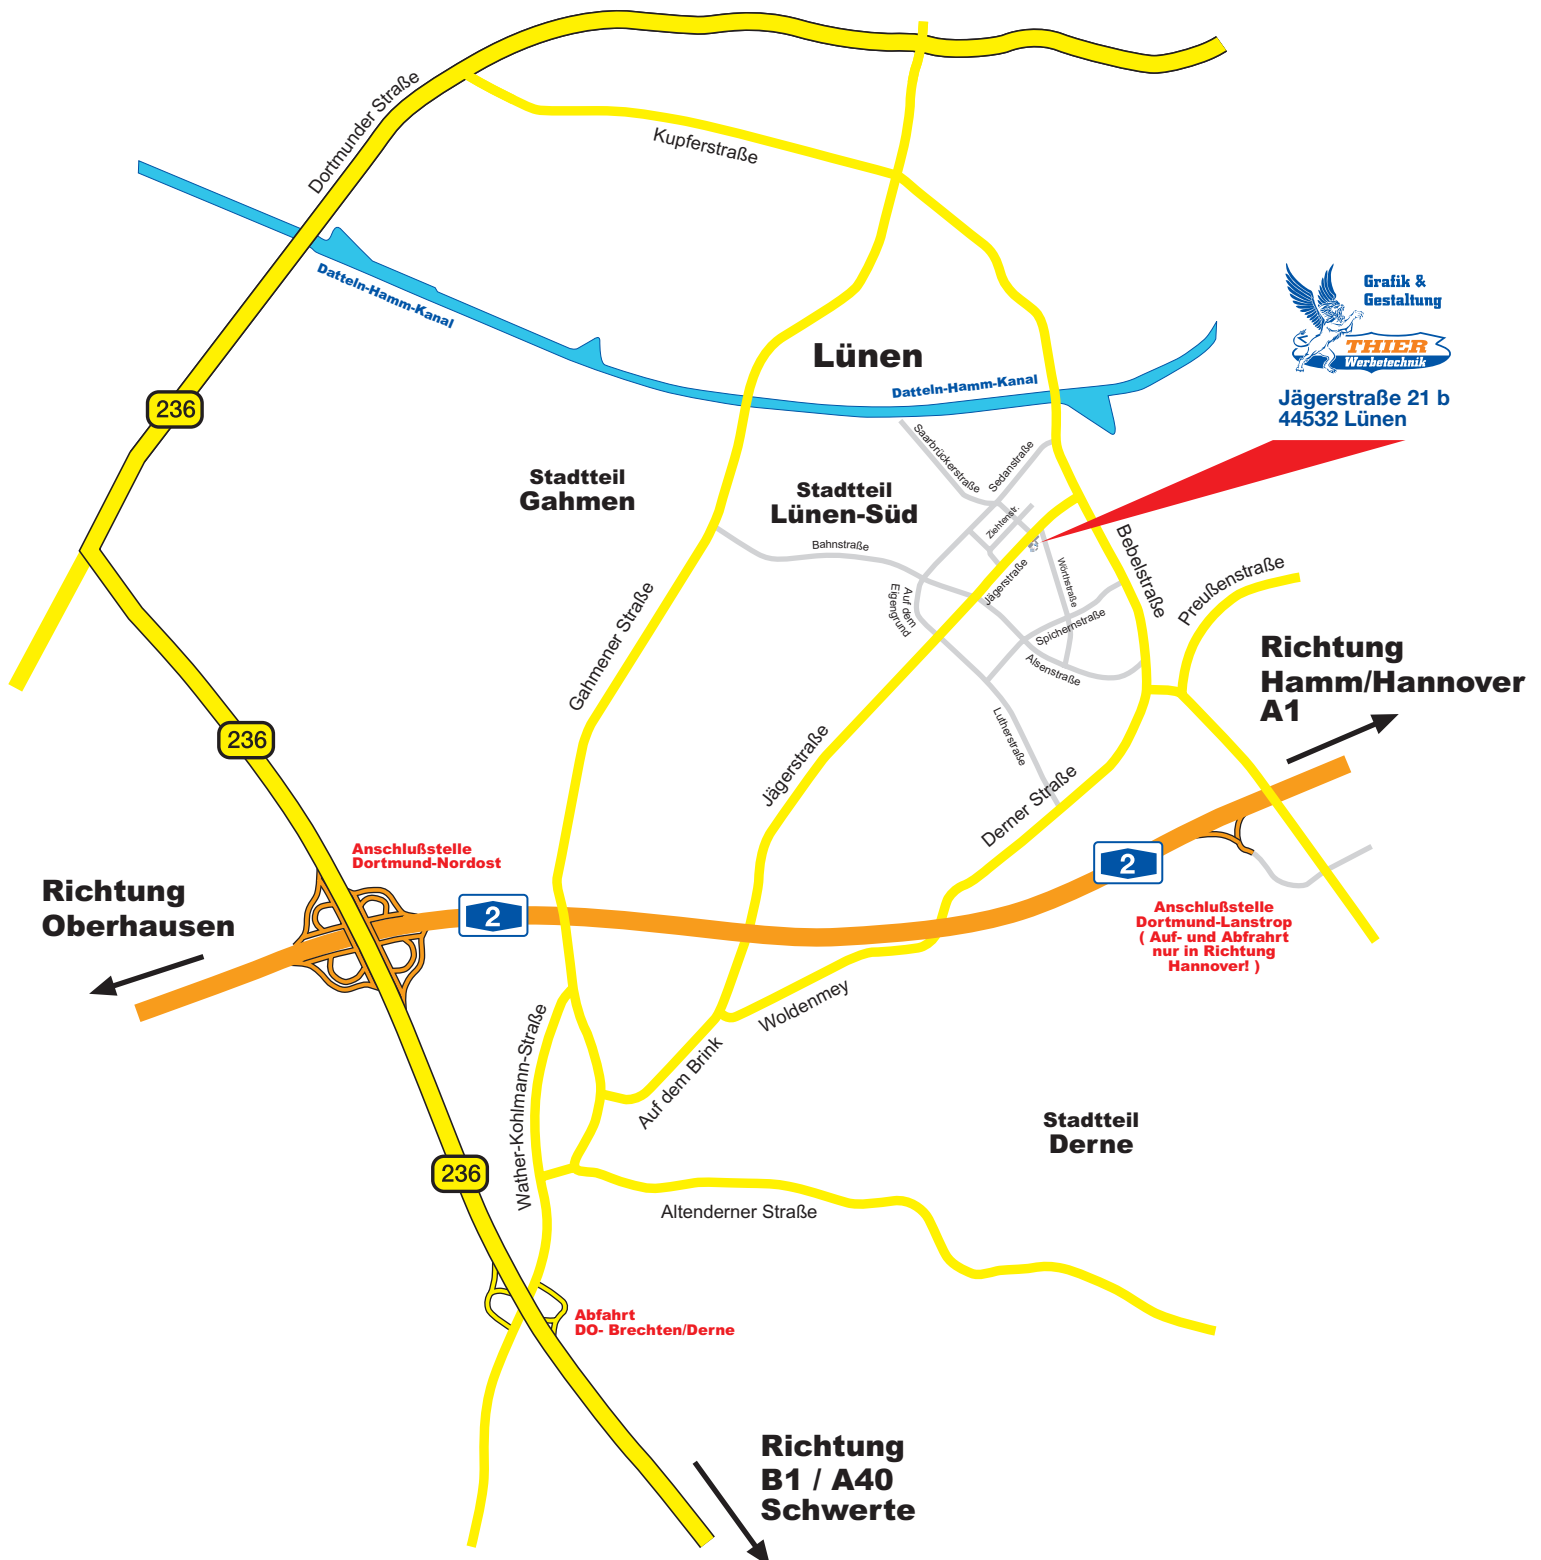 Dortmunder Straße
Kupferstraße
Datteln-Hamm-Kanal
Grafik &
Gestaltung
THIER
Werbetechnik
Jägerstraße 21 b
44532 Lünen
Lünen
Datteln-Hamm-Kanal
236
Stadtteil
Gahmen
Stadtteil
Lünen-Süd
Saarbrückerstraße
Sedanstraße
Ziehtenstr.
Bahnstraße
Jägerstraße
Wörthstraße
Bebelstraße
Preußenstraße
Auf dem
Eigengrund
Spichernstraße
Alsenstraße
Gahmener Straße
Richtung
Hamm/Hannover
A1
Lutherstraße
236
Jägerstraße
Derner Straße
Anschlußstelle
Dortmund-Nordost
2
Richtung
Oberhausen
2
Anschlußstelle
Dortmund-Lanstrop
( Auf- und Abfrahrt
nur in Richtung
Hannover! )
Woldenmey
Wather-Kohlmann-Straße
Auf dem Brink
Stadtteil
Derne
236
Altenderner Straße
Abfahrt
DO- Brechten/Derne
Richtung
B1 / A40
Schwerte